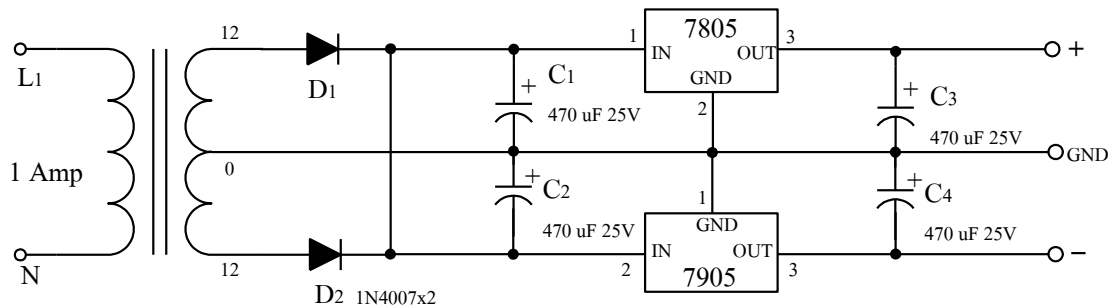 L1
1 Amp
N
12
0
12
D1
D2 1N4007x2
+
C1
470 uF 25V
+
C2
470 uF 25V
7805
1
IN
OUT
3
GND
2
1
GND
IN
OUT
2
7905
3
+
C3
470 uF 25V
+
C4
470 uF 25V
+
GND
−